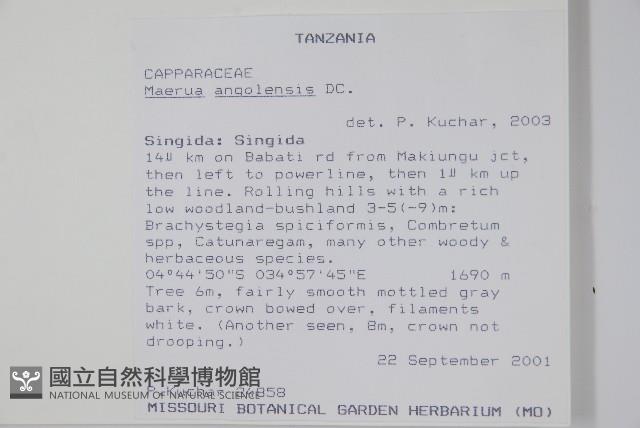 TANZANIA
CAPPARACEAE
Maerua angolensis DC.
det. P. Kuchar, 2003
Singida: Singida
km on Babati rd from Makiungu jct,
then left to powerline, then km up
the line. Rolling hills with a rich
low woodland-bushland 3-5(-9)m:
Brachystegia spiciformis, Combretum
spp, Catunaregam, many other woody &
herbaceous species.
04°44'50"S 034°57'45"E 1690 m
Tree 6m, fairly smooth mottled gray
bark, crown bowed over, filaments
white. (Another seen, 8m, crown not
drooping.)
22 September 2001
國立自然科學博物館
P. Kuchar
NATIONAL MUSEUM OF NATURAL SCIENCE
MISSOURI BOTANICAL GARDEN HERBARIUM (MO)